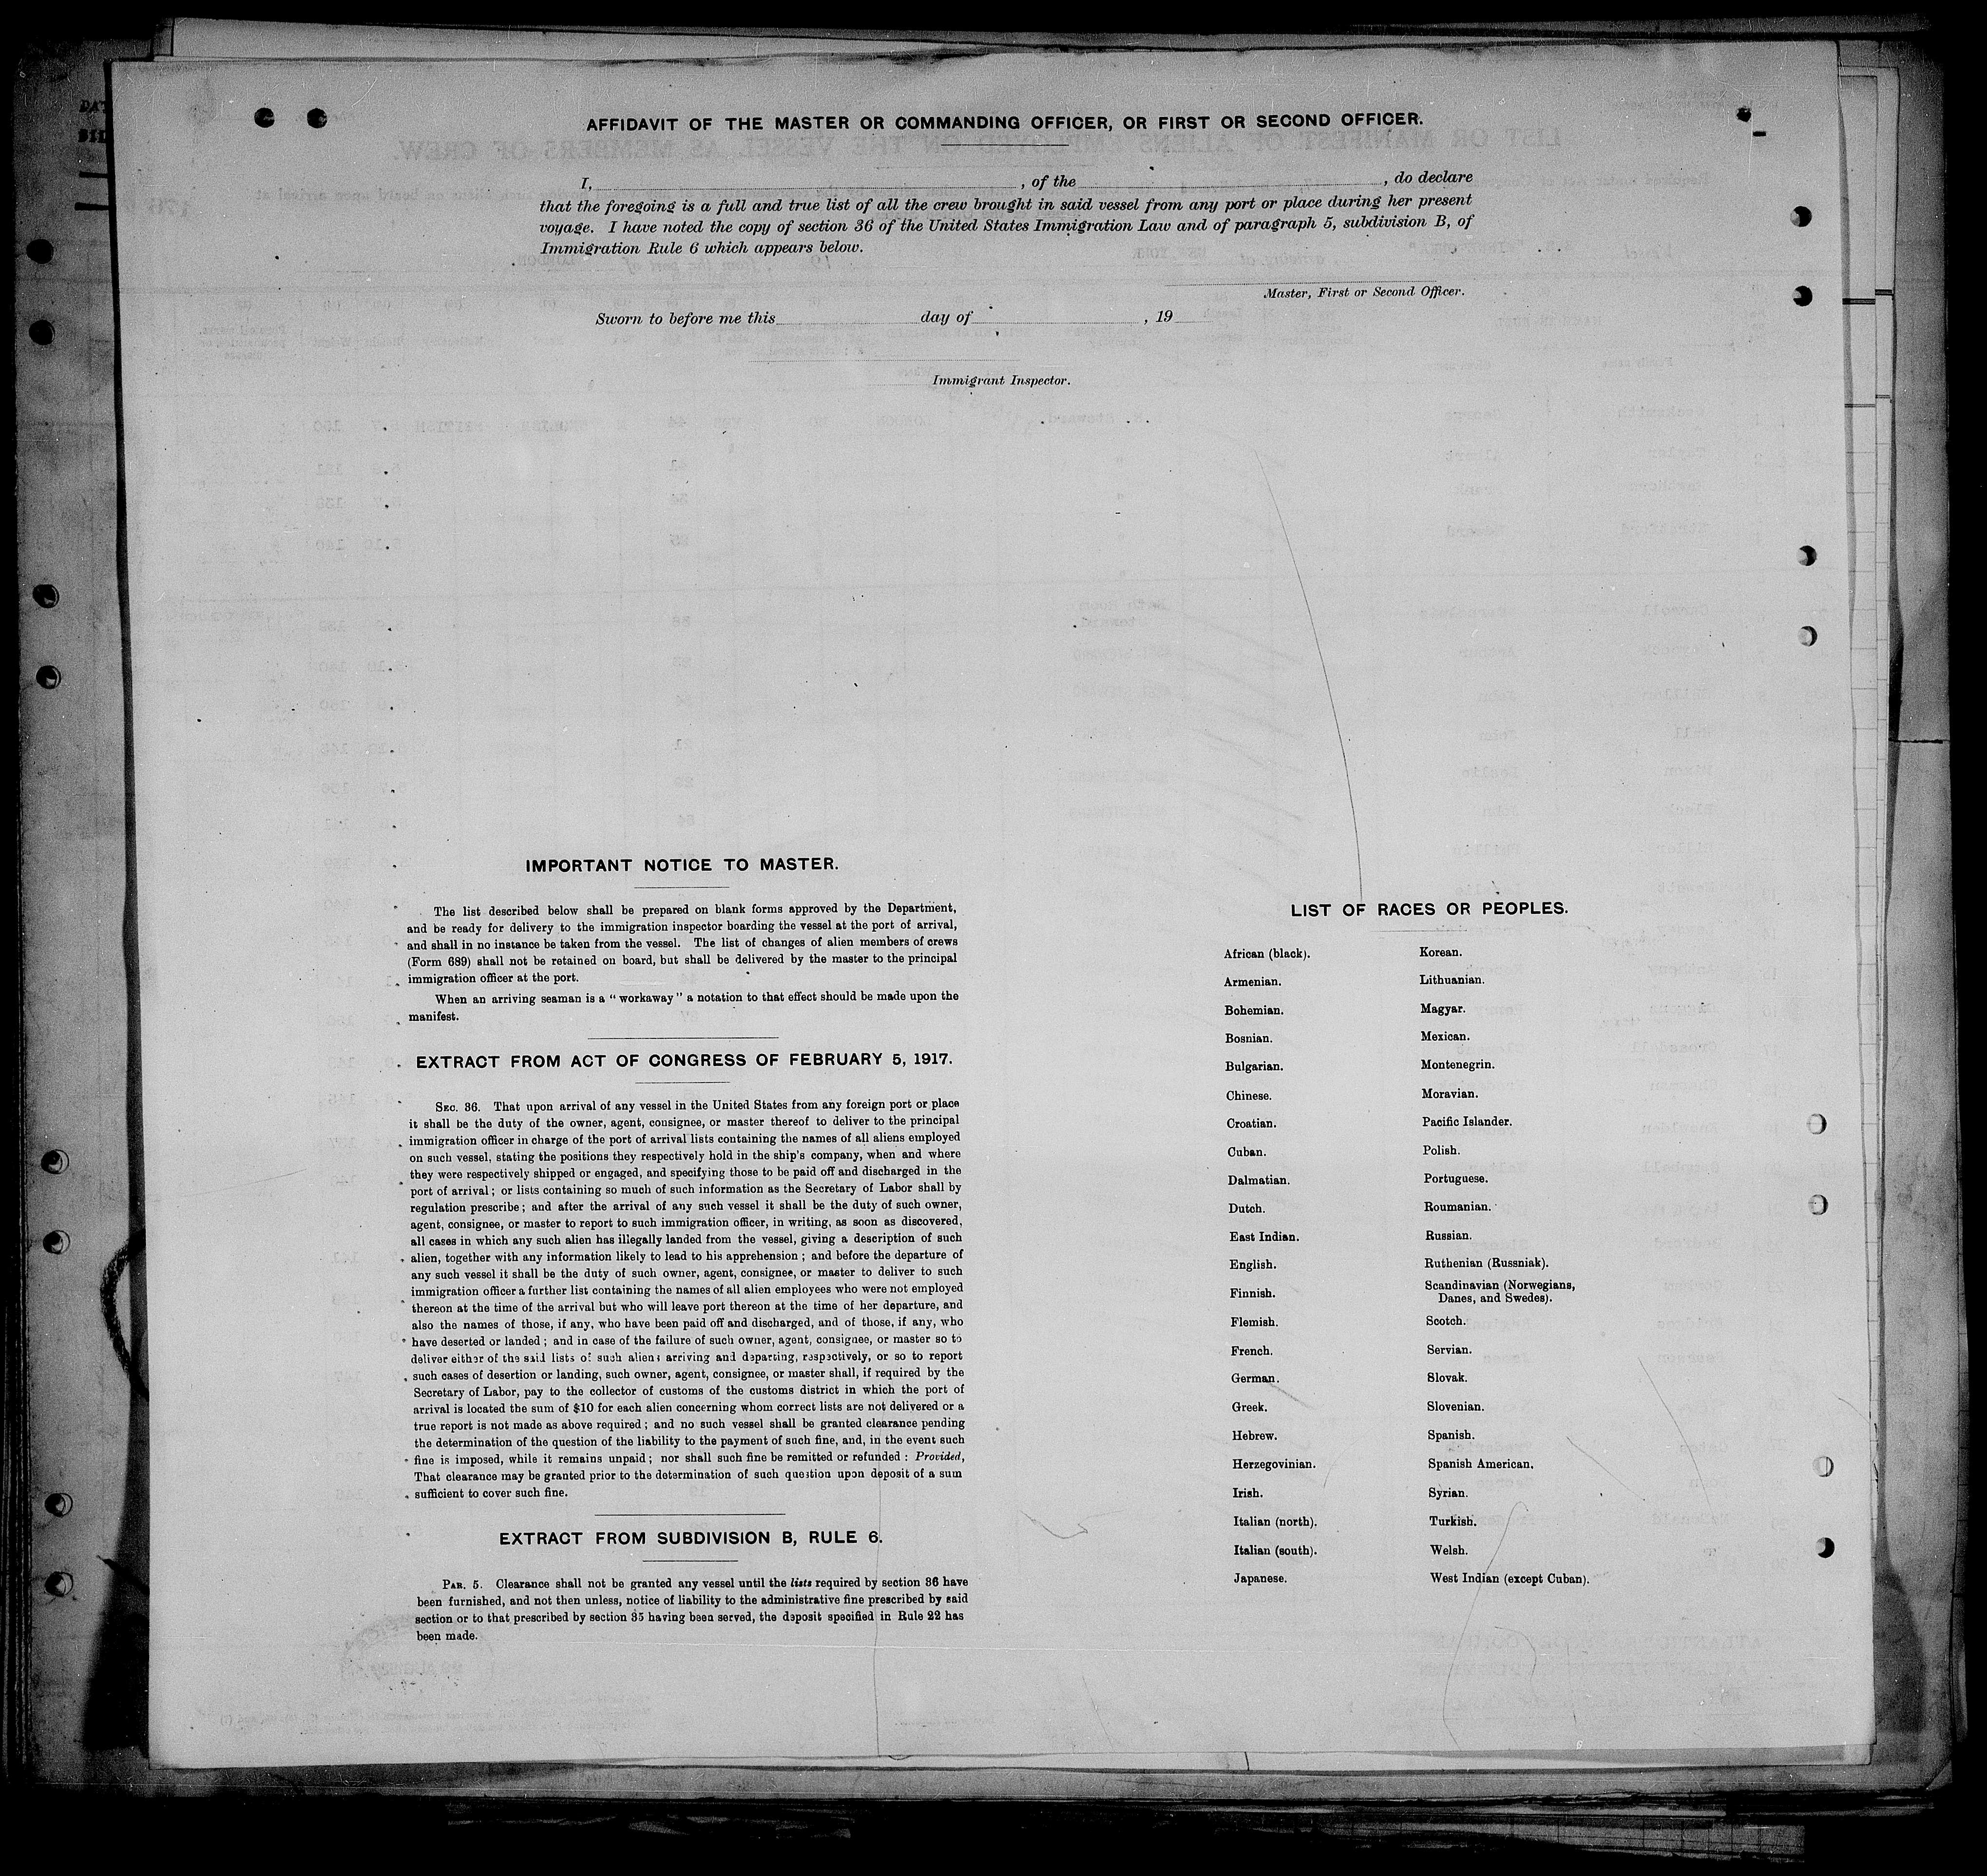 AFFIDAVIT OF THE MASTER OR COMMANDING OFFICER, OR FIRST OR SECOND OFFICER.
I, , of the , do declare
that the foregoing is a full and true list of all the crew brought in said vessel from any port or place during her present
voyage. I have noted the copy of section 36 of the United States Immigration Law and of paragraph 5, subdivision B, of
Immigration Rule 6 which appears below.
Master, First or Second Officer.
Sworn to before me this day of , 19
Immigrant Inspector.
IMPORTANT NOTICE TO MASTER.
The list described below shall be prepared on blank forms approved by the Department,
and be ready for delivery to the immigration inspector boarding the vessel at the port of arrival,
and shall in no instance be taken from the vessel. The list of changes of alien members of crews
(Form 689) shall not be retained on board, but shall be delivered by the master to the principal
immigration officer at the port.
When an arriving seaman is a "workaway" a notation to that effect should be made upon the
manifest.
EXTRACT FROM ACT OF CONGRESS OF FEBRUARY 5, 1917.
SEC. 36. That upon arrival of any vessel in the United States from any foreign port or place
it shall be the duty of the owner, agent, consignee, or master thereof to deliver to the principal
immigration officer in charge of the port of arrival lists containing the names of all aliens employed
on such vessel, stating the positions they respectively hold in the ship's company, when and where
they were respectively shipped or engaged, and specifying those to be paid off and discharged in the
port of arrival; or lists containing so much of such information as the Secretary of Labor shall by
regulation prescribe; and after the arrival of any such vessel it shall be the duty of such owner,
agent, consignee, or master to report to such immigration officer, in writing, as soon as discovered,
all cases in which any such alien has illegally landed from the vessel, giving a description of such
alien, together with any information likely to lead to his apprehension; and before the departure of
any such vessel it shall be the duty of such owner, agent, consignee, or master to deliver to such
immigration officer a further list containing the names of all alien employees who were not employed
thereon at the time of the arrival but who will leave port thereon at the time of her departure, and
also the names of those, if any, who have been paid off and discharged, and of those, if any, who
have deserted or landed; and in case of the failure of such owner, agent, consignee, or master so to
deliver either of the said lists of such aliens arriving and departing, respectively, or so to report
such cases of desertion or landing, such owner, agent, consignee, or master shall, if required by the
Secretary of Labor, pay to the collector of customs of the customs district in which the port of
arrival is located the sum of $10 for each alien concerning whom correct lists are not delivered or a
true report is not made as above required; and no such vessel shall be granted clearance pending
the determination of the question of the liability to the payment of such fine, and, in the event such
fine is imposed, while it remains unpaid; nor shall such fine be remitted or refunded: Provided,
That clearance may be granted prior to the determination of such question upon deposit of a sum
sufficient to cover such fine.
EXTRACT FROM SUBDIVISION B, RULE 6.
PAR. 5. Clearance shall not be granted any vessel until the lists required by section 36 have
been furnished, and not then unless, notice of liability to the administrative fine prescribed by said
section or to that prescribed by section 35 having been served, the deposit specified in Rule 22 has
been made.
LIST OF RACES OR PEOPLES.
African (black).
Armenian.
Bohemian.
Bosnian.
Bulgarian.
Chinese.
Croatian.
Cuban.
Dalmatian.
Dutch.
East Indian.
English.
Finnish.
Flemish.
French.
German.
Greek.
Hebrew.
Herzegovinian.
Irish.
Italian (north).
Italian (south).
Japanese.
Korean.
Lithuanian.
Magyar.
Mexican.
Montenegrin.
Moravian.
Pacific Islander.
Polish.
Portuguese.
Roumanian.
Russian.
Ruthenian (Russniak).
Scandinavian (Norwegians,
Danes, and Swedes).
Scotch.
Servian.
Slovak.
Slovenian.
Spanish.
Spanish American.
Syrian.
Turkish.
Welsh.
West Indian (except Cuban).